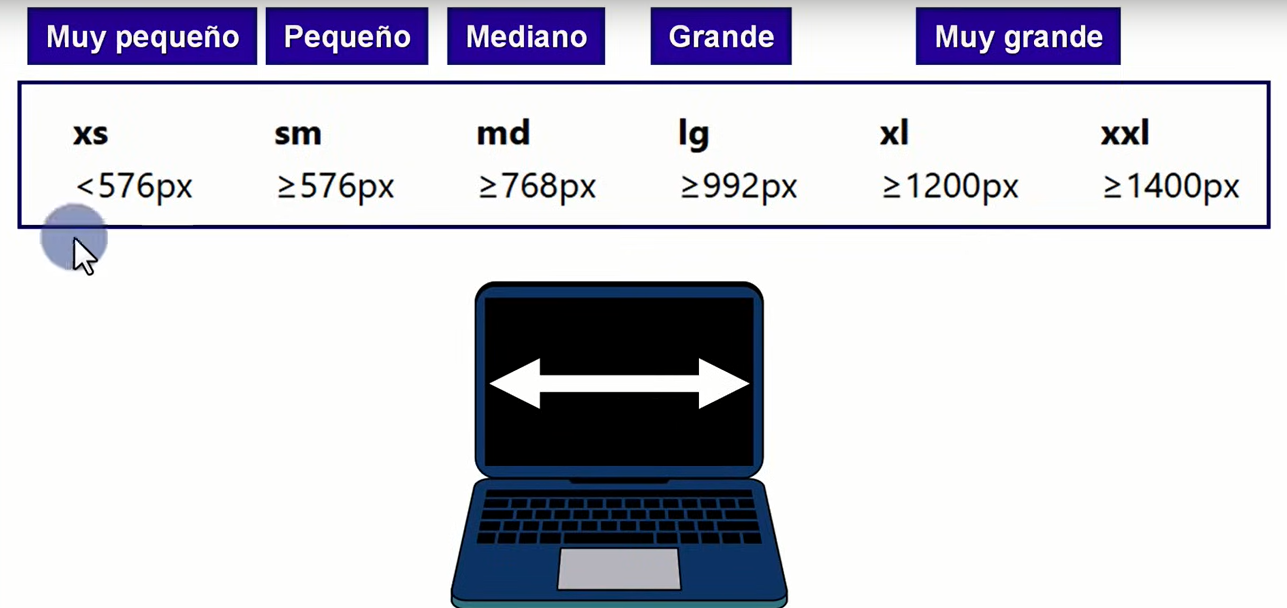 Muy pequeño Pequeño Mediano Grande Muy grande
xs sm md lg xl xxl
<576px ≥576px ≥768px ≥992px ≥1200px ≥1400px